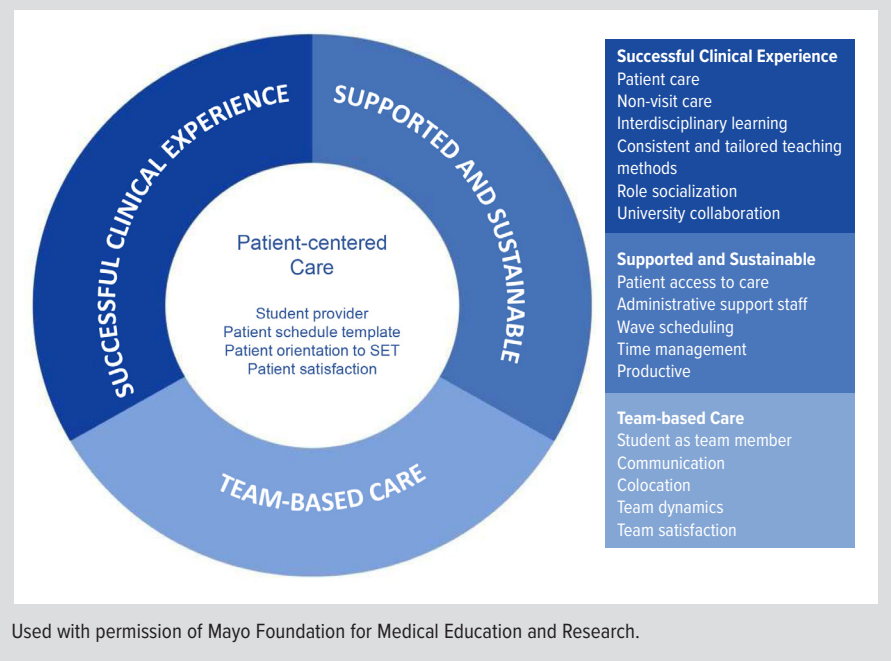 SUCCESSFUL CLINICAL EXPERIENCE
SUPPORTED AND SUSTAINABLE
TEAM-BASED CARE
Patient-centered
Care
Student provider
Patient schedule template
Patient orientation to SET
Patient satisfaction
Successful Clinical Experience
Patient care
Non-visit care
Interdisciplinary learning
Consistent and tailored teaching
methods
Role socialization
University collaboration
Supported and Sustainable
Patient access to care
Administrative support staff
Wave scheduling
Time management
Productive
Team-based Care
Student as team member
Communication
Colocation
Team dynamics
Team satisfaction
Used with permission of Mayo Foundation for Medical Education and Research.